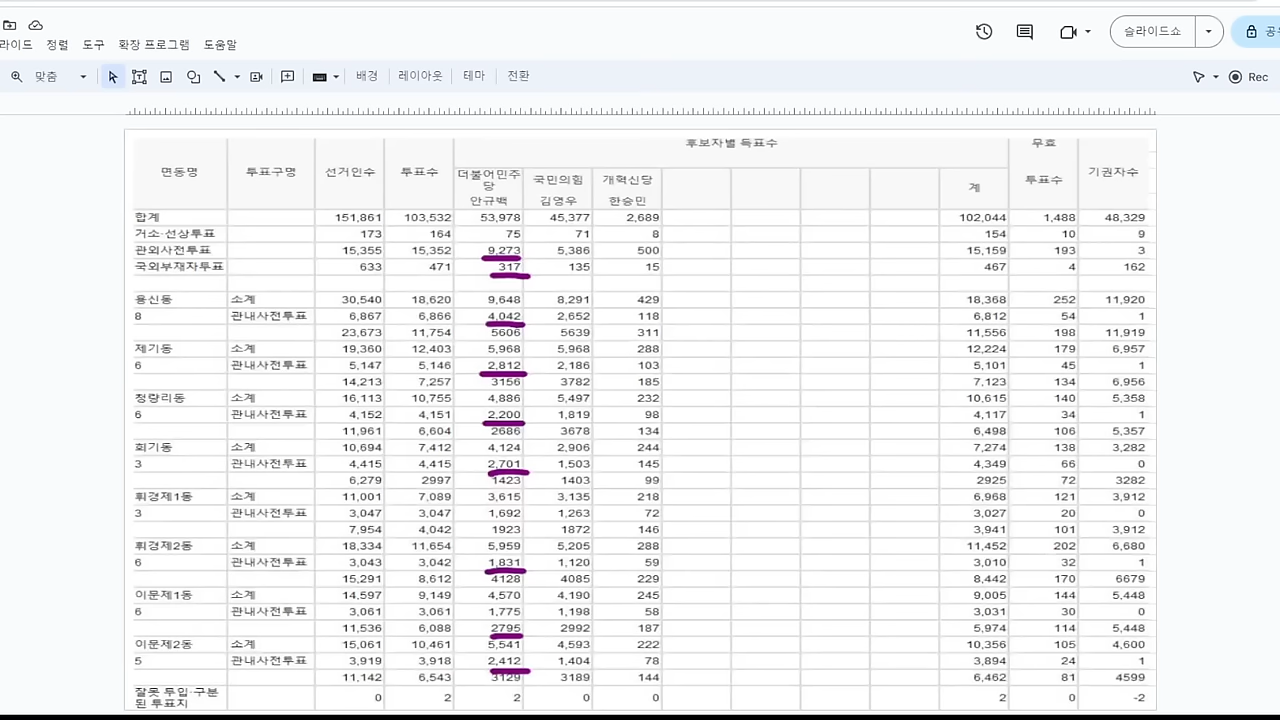 라이드 정렬 도구 확장 프로그램 도움말
슬라이드쇼
맞춤 배경 레이아웃 테마 전환 Rec
면동명 투표구명 선거인수 투표수 후보자별 득표수 무효 투표수 기권자수
더불어민주당 안규백 국민의힘 김영우 개혁신당 한승민 계
합계 151,861 103,532 53,978 45,377 2,689 102,044 1,488 48,329
거소·선상투표 173 164 75 71 8 154 10 9
관외사전투표 15,355 15,352 9,273 5,386 500 15,159 193 3
국외부재자투표 633 471 317 135 15 467 4 162
용신동 소계 30,540 18,620 9,648 8,291 429 18,368 252 11,920
8 관내사전투표 6,867 6,866 4,042 2,652 118 6,812 54 1
23,673 11,754 5606 5639 311 11,556 198 11,919
제기동 소계 19,360 12,403 5,968 5,968 288 12,224 179 6,957
6 관내사전투표 5,147 5,146 2,812 2,186 103 5,101 45 1
14,213 7,257 3156 3782 185 7,123 134 6,956
청량리동 소계 16,113 10,755 4,886 5,497 232 10,615 140 5,358
6 관내사전투표 4,152 4,151 2,200 1,819 98 4,117 34 1
11,961 6,604 2686 3678 134 6,498 106 5,357
회기동 소계 10,694 7,412 4,124 2,906 244 7,274 138 3,282
3 관내사전투표 4,415 4,415 2,701 1,503 145 4,349 66 0
6,279 2997 1423 1403 99 2925 72 3282
휘경제1동 소계 11,001 7,089 3,615 3,135 218 6,968 121 3,912
3 관내사전투표 3,047 3,047 1,692 1,263 72 3,027 20 0
7,954 4,042 1923 1872 146 3,941 101 3,912
휘경제2동 소계 18,334 11,654 5,959 5,205 288 11,452 202 6,680
6 관내사전투표 3,043 3,042 1,831 1,120 59 3,010 32 1
15,291 8,612 4128 4085 229 8,442 170 6679
이문제1동 소계 14,597 9,149 4,570 4,190 245 9,005 144 5,448
6 관내사전투표 3,061 3,061 1,775 1,198 58 3,031 30 0
11,536 6,088 2795 2992 187 5,974 114 5,448
이문제2동 소계 15,061 10,461 5,541 4,593 222 10,356 105 4,600
5 관내사전투표 3,919 3,918 2,412 1,404 78 3,894 24 1
11,142 6,543 3129 3189 144 6,462 81 4599
잘못 투입·구분된 투표지 0 2 2 0 0 2 0 -2